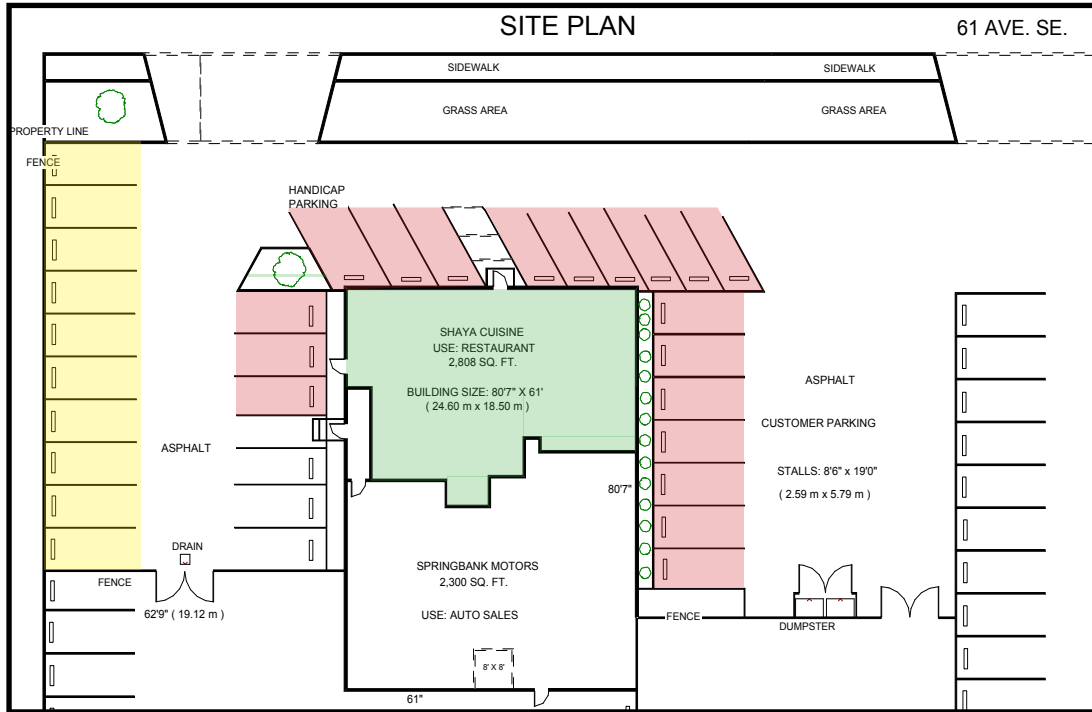 SITE PLAN
61 AVE. SE.
SIDEWALK
SIDEWALK
GRASS AREA
GRASS AREA
PROPERTY LINE
FENCE
HANDICAP
PARKING
SHAYA CUISINE
USE: RESTAURANT
2,808 SQ. FT.
BUILDING SIZE: 80'7" X 61'
( 24.60 m x 18.50 m )
ASPHALT
CUSTOMER PARKING
STALLS: 8'6" x 19'0"
( 2.59 m x 5.79 m )
ASPHALT
80'7"
DRAIN
FENCE
62'9" ( 19.12 m )
SPRINGBANK MOTORS
2,300 SQ. FT.
USE: AUTO SALES
FENCE
DUMPSTER
8' X 8'
61"